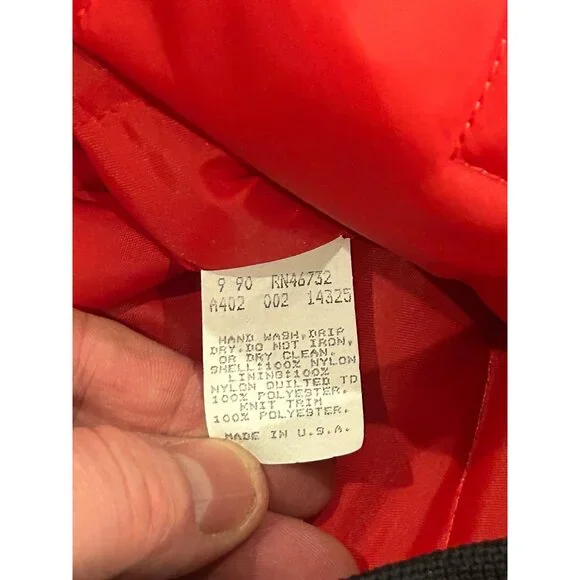 9 90 RN46732
A402 002 14325
HAND WASH,DRIP
DRY.DO NOT IRON,
OR DRY CLEAN.
SHELL:100% NYLON
LINING:100%
NYLON QUILTED TO
100% POLYESTER.
KNIT TRIM
100% POLYESTER.
MADE IN U.S.A.